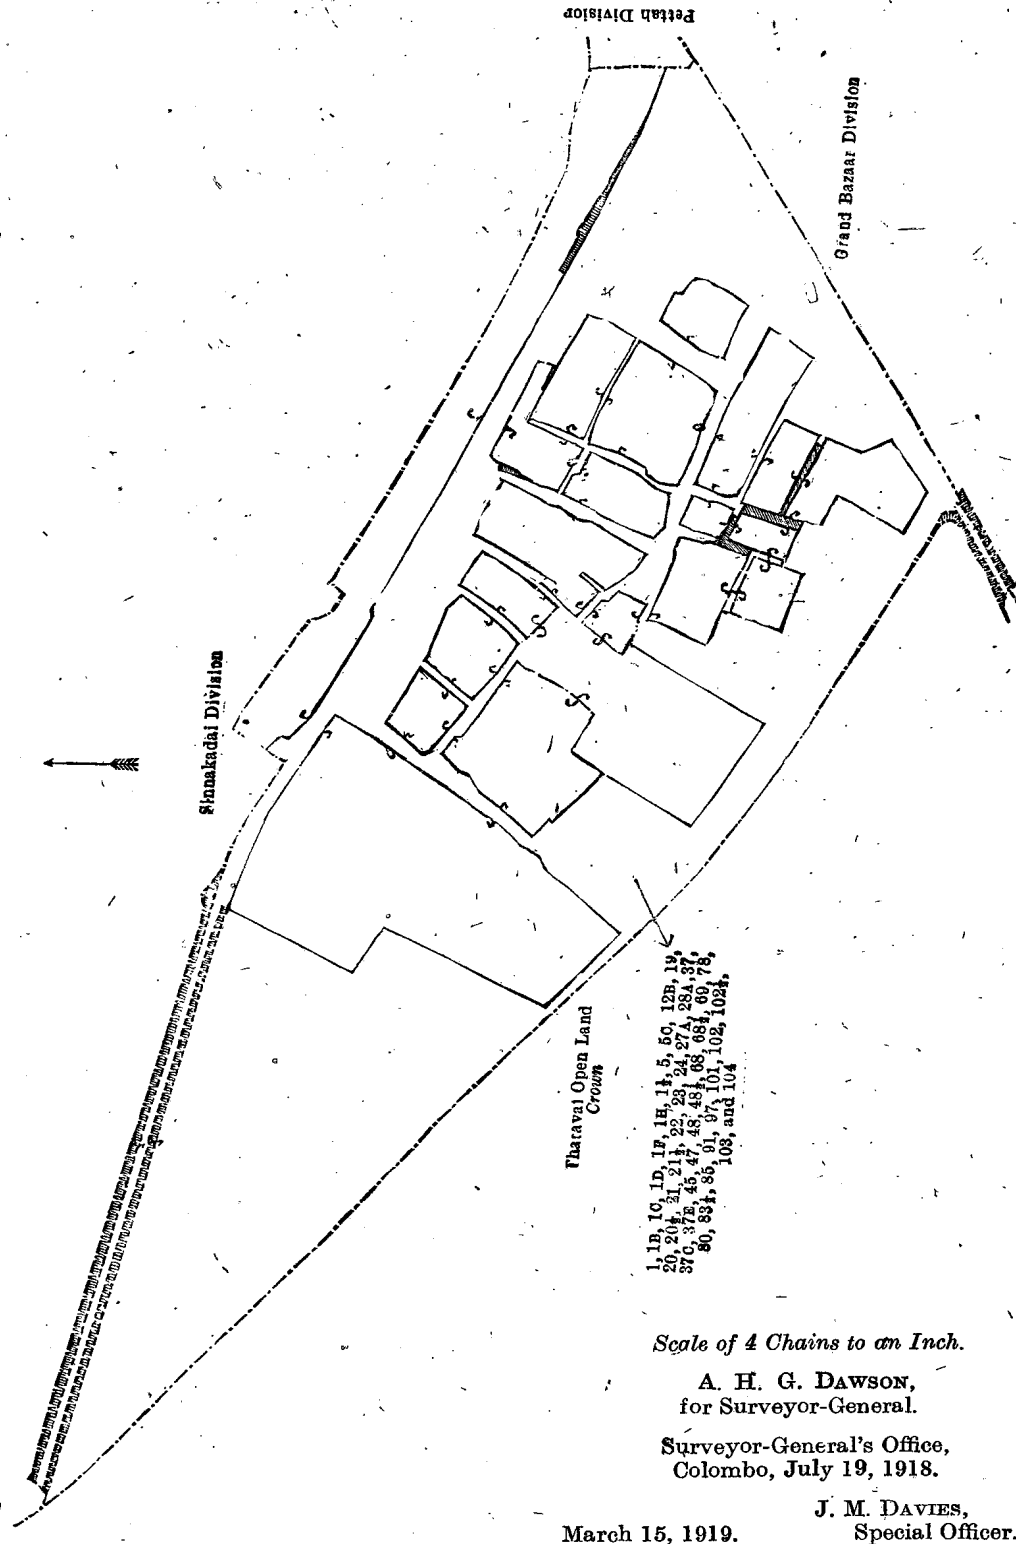 Pettah Division
Grand Bazaar Division
Sinnakadai Division
Tharavai Open Land
Crown
1, 1B, 1C, 1D, 1F, 1H, 1½, 5, 5C, 12B, 19,
20, 20½, 21, 21½, 22, 23, 24, 27A, 28A, 37,
37C, 37E, 45, 47, 48, 48½, 68, 68½, 69, 78,
80, 83½, 85, 91, 97, 101, 102, 102½,
103, and 104
Scale of 4 Chains to an Inch.
A. H. G. DAWSON,
for Surveyor-General.
Surveyor-General's Office,
Colombo, July 19, 1918.
J. M. DAVIES,
March 15, 1919. Special Officer.